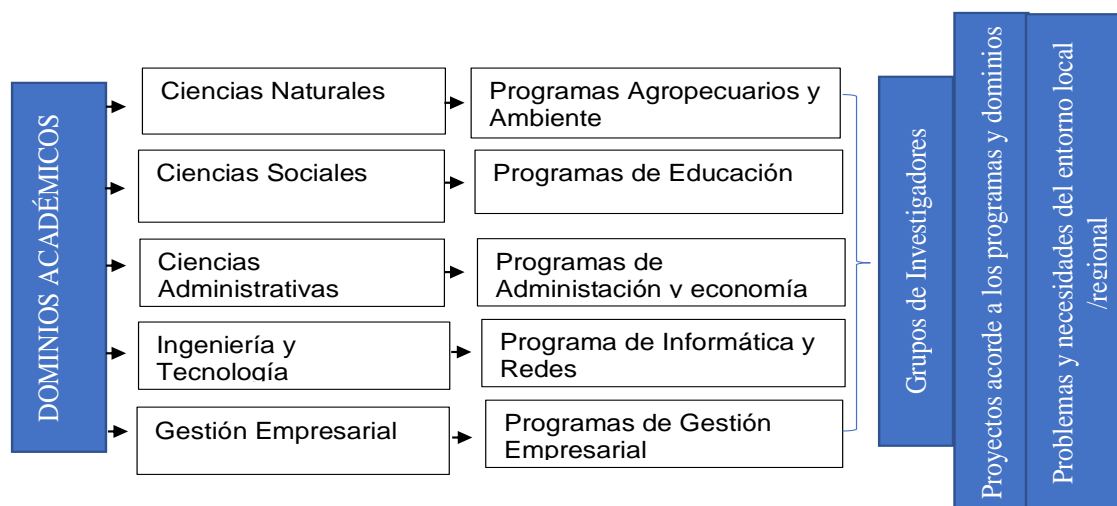 DOMINIOS ACADÉMICOS
Ciencias Naturales
Programas Agropecuarios y
Ambiente
Ciencias Sociales
Programas de Educación
Ciencias
Administrativas
Programas de
Administación y economía
Ingeniería y
Tecnología
Programa de Informática y
Redes
Gestión Empresarial
Programas de Gestión
Empresarial
Grupos de Investigadores
Proyectos acorde a los programas y dominios
Problemas y necesidades del entorno local
/regional